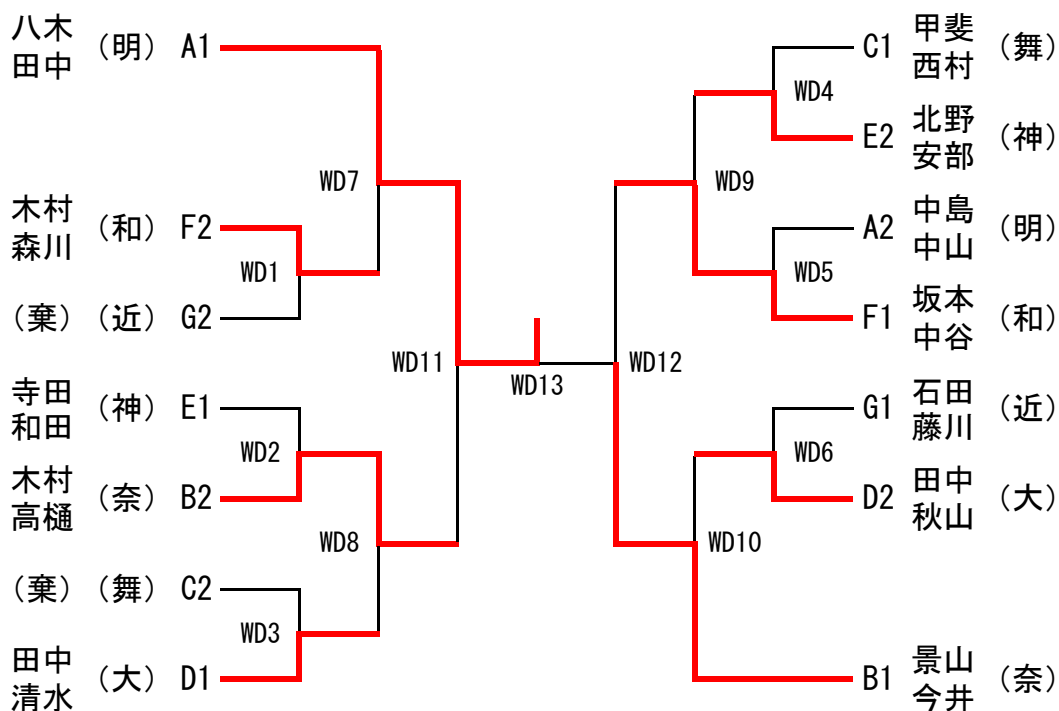 八木
田中
(明) A1
WD7
木村
森川
(和) F2
WD1
(棄) (近) G2
WD11
寺田
和田
(神) E1
WD2
木村
高樋
(奈) B2
WD8
(棄) (舞) C2
WD3
田中
清水
(大) D1
WD13
C1
甲斐
西村
(舞)
WD4
E2
北野
安部
(神)
WD9
A2
中島
中山
(明)
WD5
F1
坂本
中谷
(和)
WD12
G1
石田
藤川
(近)
WD6
D2
田中
秋山
(大)
WD10
B1
景山
今井
(奈)